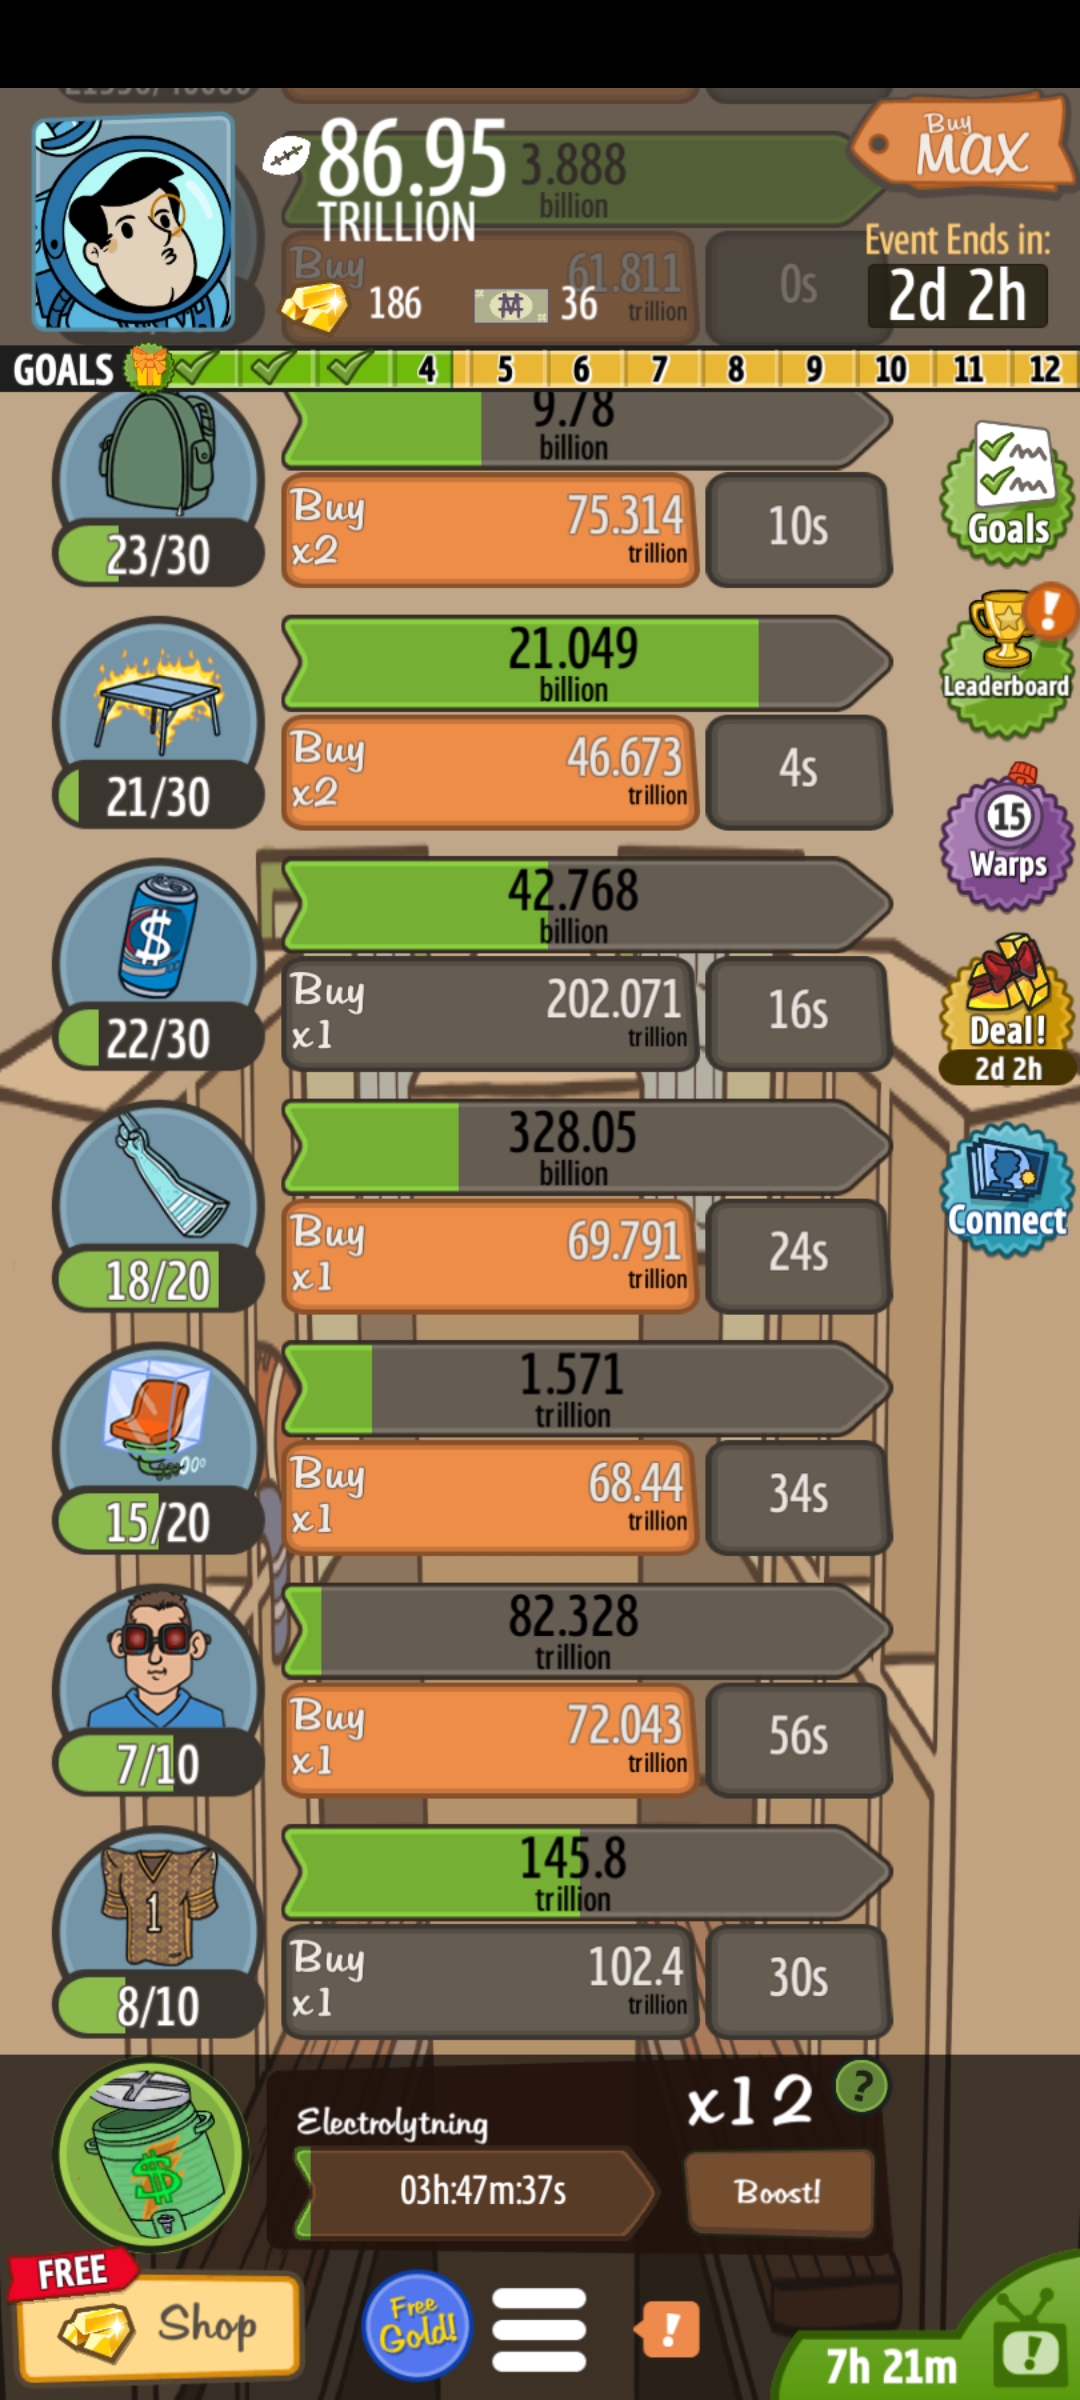 86.95
TRILLION
3.888
billion
Buy
MAX
Buy
61.811
trillion
0s
186
36
Event Ends in:
2d 2h
GOALS
4
5
6
7
8
9
10
11
12
9.78
billion
23/30
Buy
x2
75.314
trillion
10s
Goals
21.049
billion
21/30
Buy
x2
46.673
trillion
4s
Leaderboard
42.768
billion
22/30
Buy
x1
202.071
trillion
16s
15
Warps
Deal!
2d 2h
328.05
billion
18/20
Buy
x1
69.791
trillion
24s
Connect
1.571
trillion
15/20
Buy
x1
68.44
trillion
34s
82.328
trillion
7/10
Buy
x1
72.043
trillion
56s
1
145.8
trillion
8/10
Buy
x1
102.4
trillion
30s
Electrolytning
x12
?
03h:47m:37s
Boost!
FREE
Shop
Free
Gold!
!
7h 21m
!